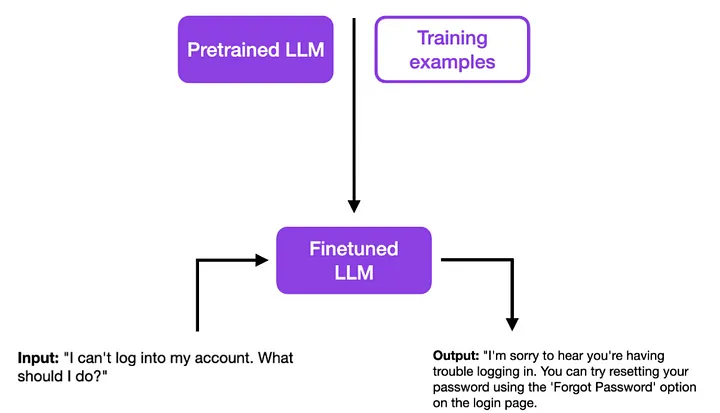 Pretrained LLM
Training
examples
Finetuned
LLM
Input: "I can't log into my account. What
should I do?"
Output: "I'm sorry to hear you're having
trouble logging in. You can try resetting your
password using the 'Forgot Password' option
on the login page.